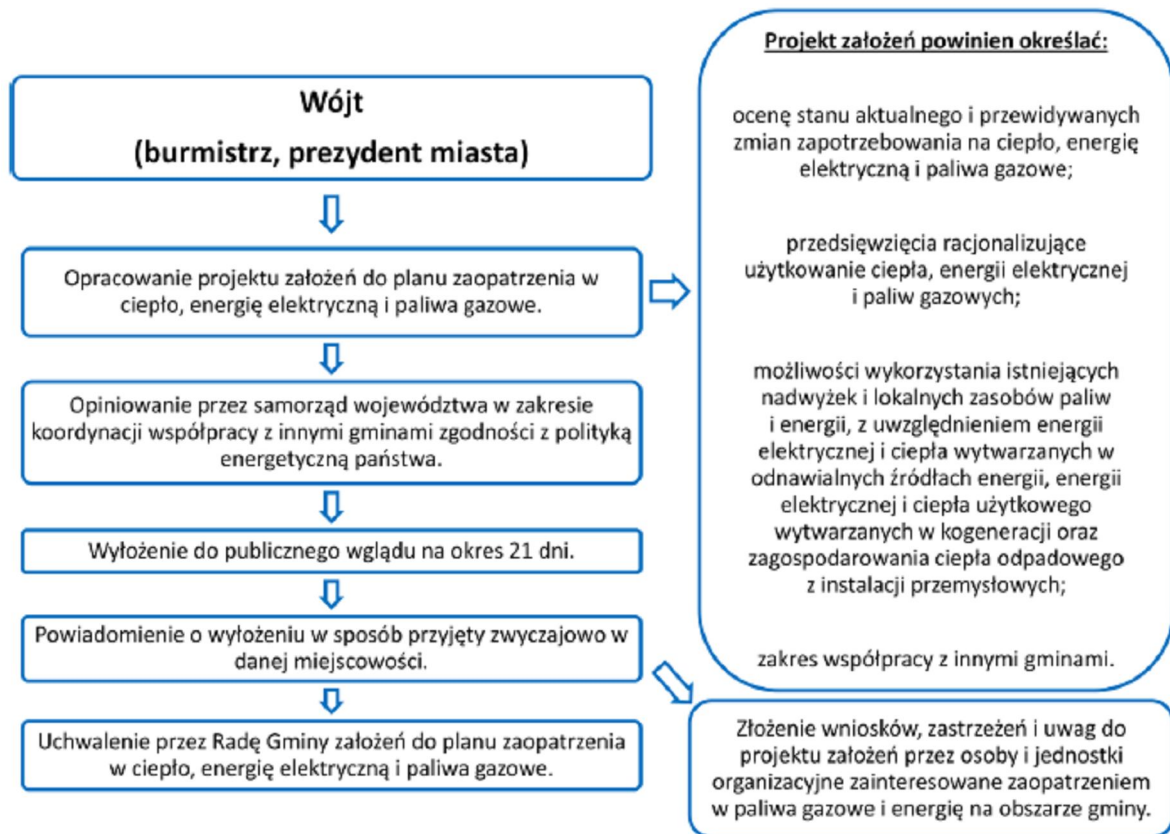 Wójt
(burmistrz, prezydent miasta)
Opracowanie projektu założeń do planu zaopatrzenia w
ciepło, energię elektryczną i paliwa gazowe.
Opiniowanie przez samorząd województwa w zakresie
koordynacji współpracy z innymi gminami zgodności z polityką
energetyczną państwa.
Wyłożenie do publicznego wglądu na okres 21 dni.
Powiadomienie o wyłożeniu w sposób przyjęty zwyczajowo w
danej miejscowości.
Uchwalenie przez Radę Gminy założeń do planu zaopatrzenia
w ciepło, energię elektryczną i paliwa gazowe.
Projekt założeń powinien określać:
ocenę stanu aktualnego i przewidywanych
zmian zapotrzebowania na ciepło, energię
elektryczną i paliwa gazowe;
przedsięwzięcia racjonalizujące
użytkowanie ciepła, energii elektrycznej
i paliw gazowych;
możliwości wykorzystania istniejących
nadwyżek i lokalnych zasobów paliw
i energii, z uwzględnieniem energii
elektrycznej i ciepła wytwarzanych w
odnawialnych źródłach energii, energii
elektrycznej i ciepła użytkowego
wytwarzanych w kogeneracji oraz
zagospodarowania ciepła odpadowego
z instalacji przemysłowych;
zakres współpracy z innymi gminami.
Złożenie wniosków, zastrzeżeń i uwag do
projektu założeń przez osoby i jednostki
organizacyjne zainteresowane zaopatrzeniem
w paliwa gazowe i energię na obszarze gminy.